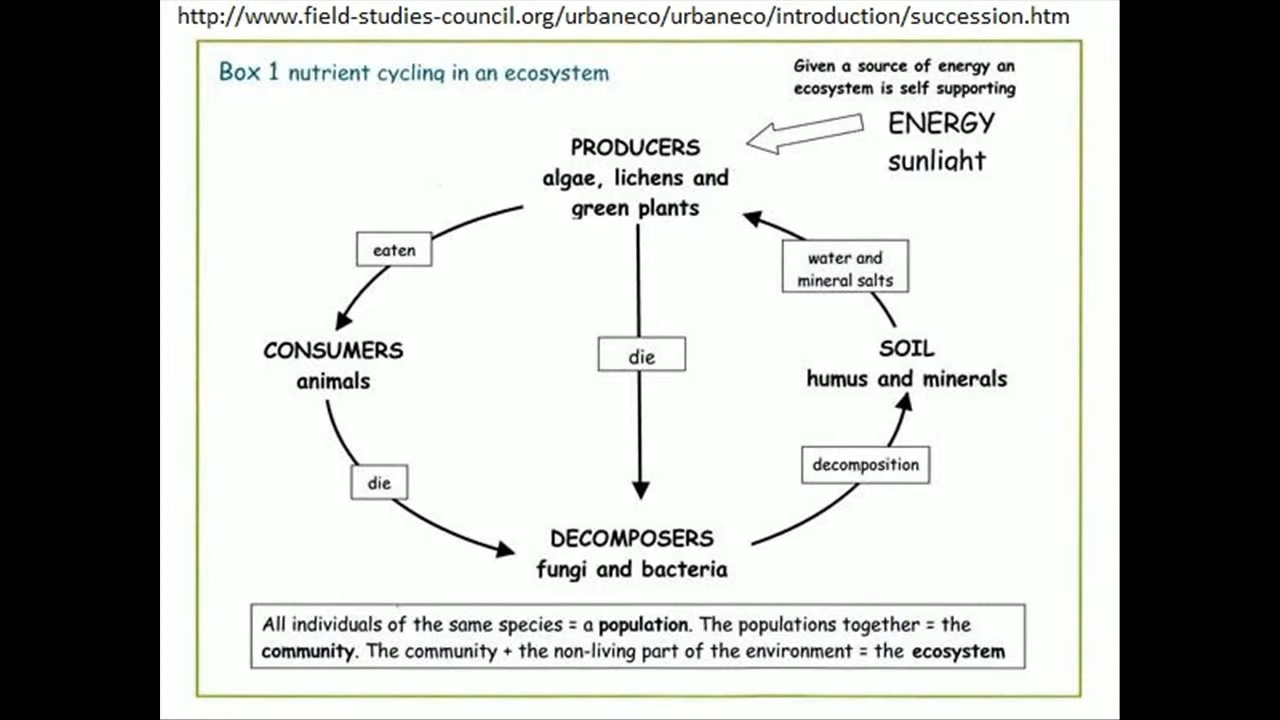 http://www.field-studies-council.org/urbaneco/urbaneco/introduction/succession.htm
Box 1 nutrient cycling in an ecosystem
Given a source of energy an
ecosystem is self supporting
ENERGY
sunlight
PRODUCERS
algae, lichens and
green plants
eaten
water and
mineral salts
CONSUMERS
animals
die
SOIL
humus and minerals
die
decomposition
DECOMPOSERS
fungi and bacteria
All individuals of the same species = a population. The populations together = the
community. The community + the non-living part of the environment = the ecosystem